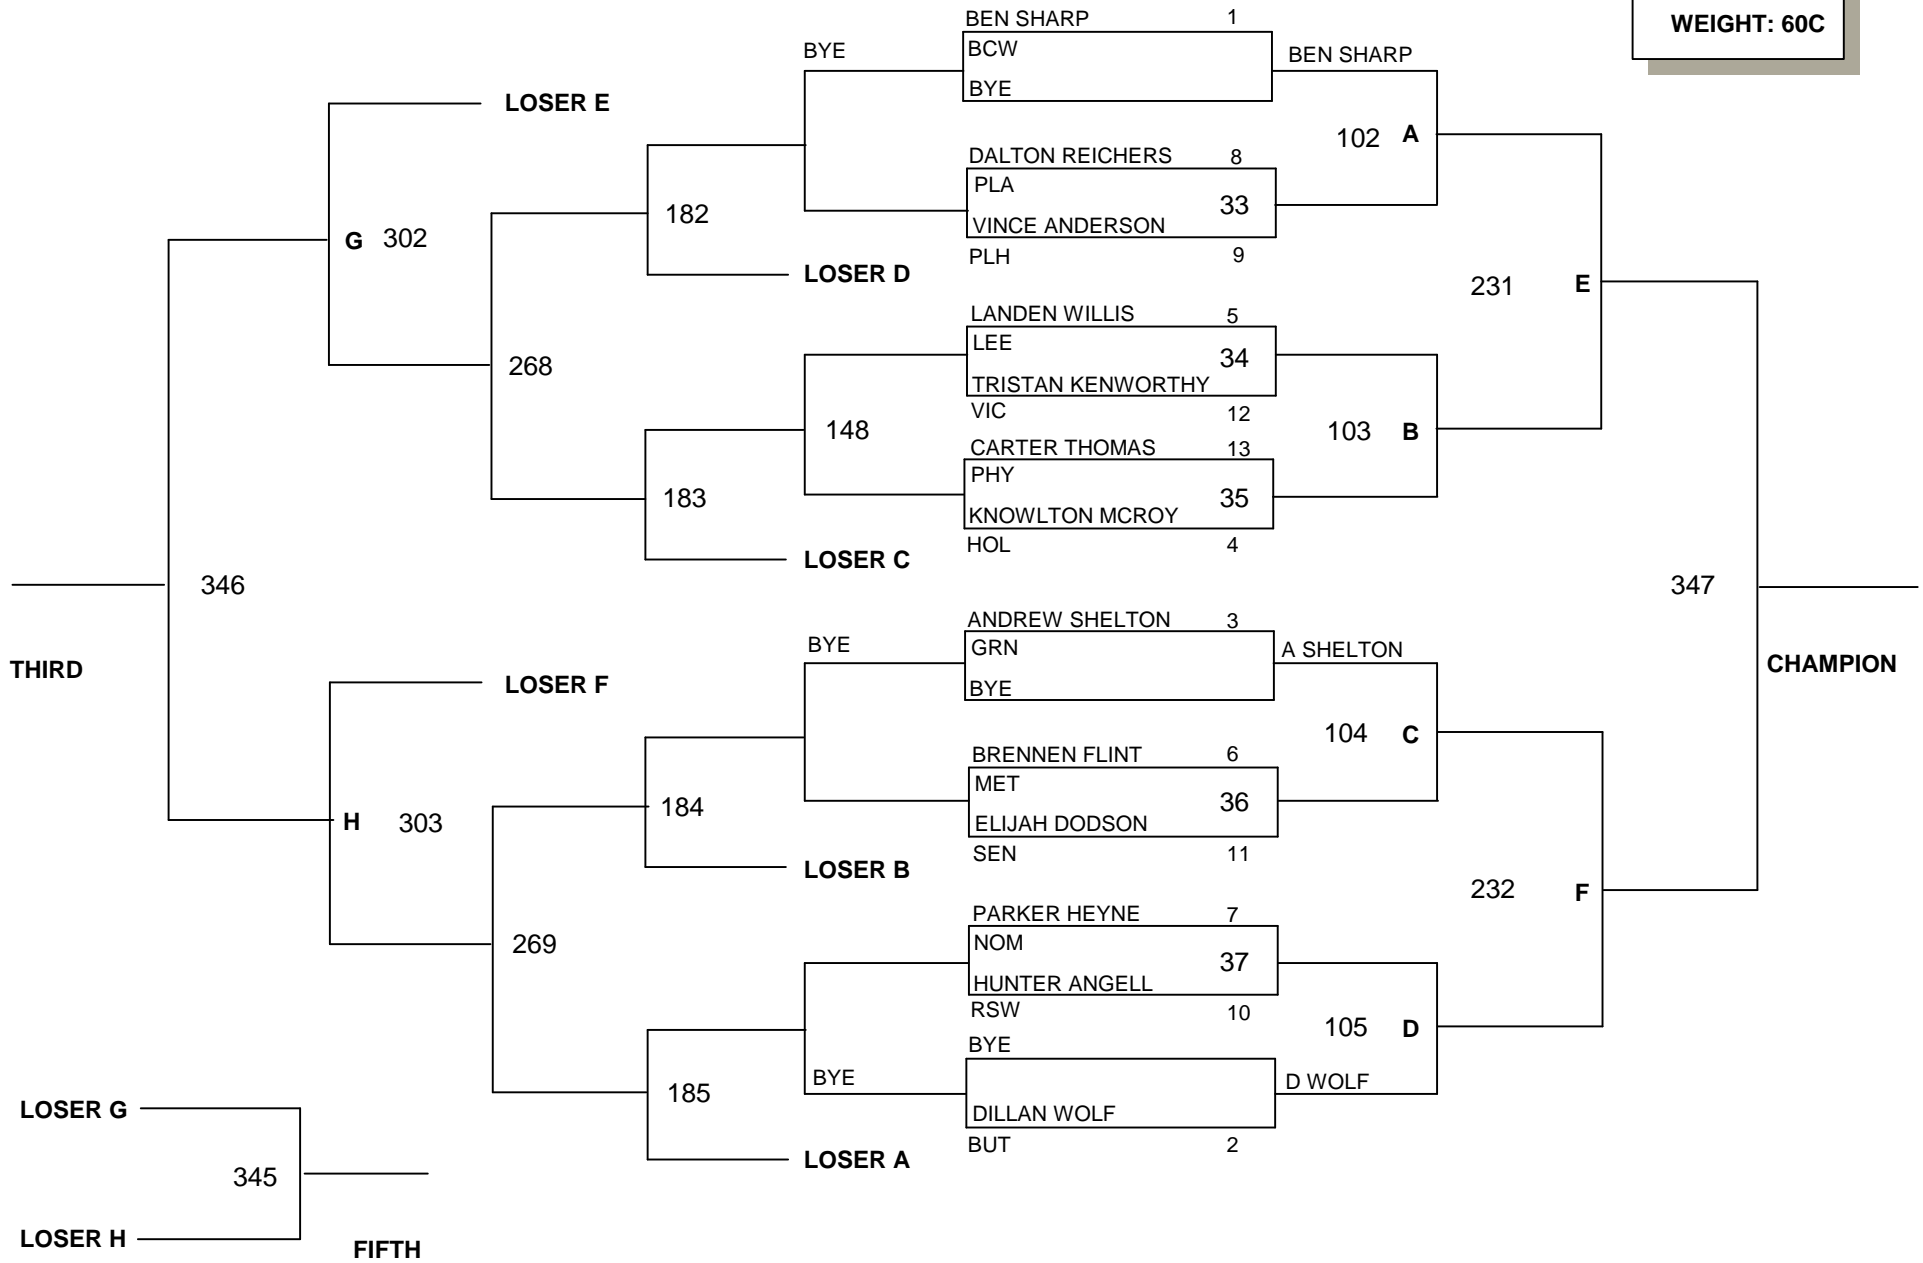 WEIGHT: 60C
BEN SHARP 1
BCW
BYE
BYE
BEN SHARP
LOSER E
102 A
DALTON REICHERS 8
PLA
33
VINCE ANDERSON
PLH 9
182
G 302
LOSER D
231 E
LANDEN WILLIS 5
LEE
34
TRISTAN KENWORTHY
VIC 12
268
148
103 B
CARTER THOMAS 13
PHY
35
KNOWLTON MCROY
HOL 4
183
LOSER C
346
347
ANDREW SHELTON 3
GRN
BYE
BYE
A SHELTON
THIRD
CHAMPION
LOSER F
104 C
BRENNEN FLINT 6
MET
36
ELIJAH DODSON
SEN 11
184
H 303
LOSER B
232 F
PARKER HEYNE 7
NOM
37
HUNTER ANGELL
RSW 10
269
105 D
BYE
BYE
D WOLF
DILLAN WOLF
BUT 2
185
LOSER A
LOSER G
345
LOSER H
FIFTH